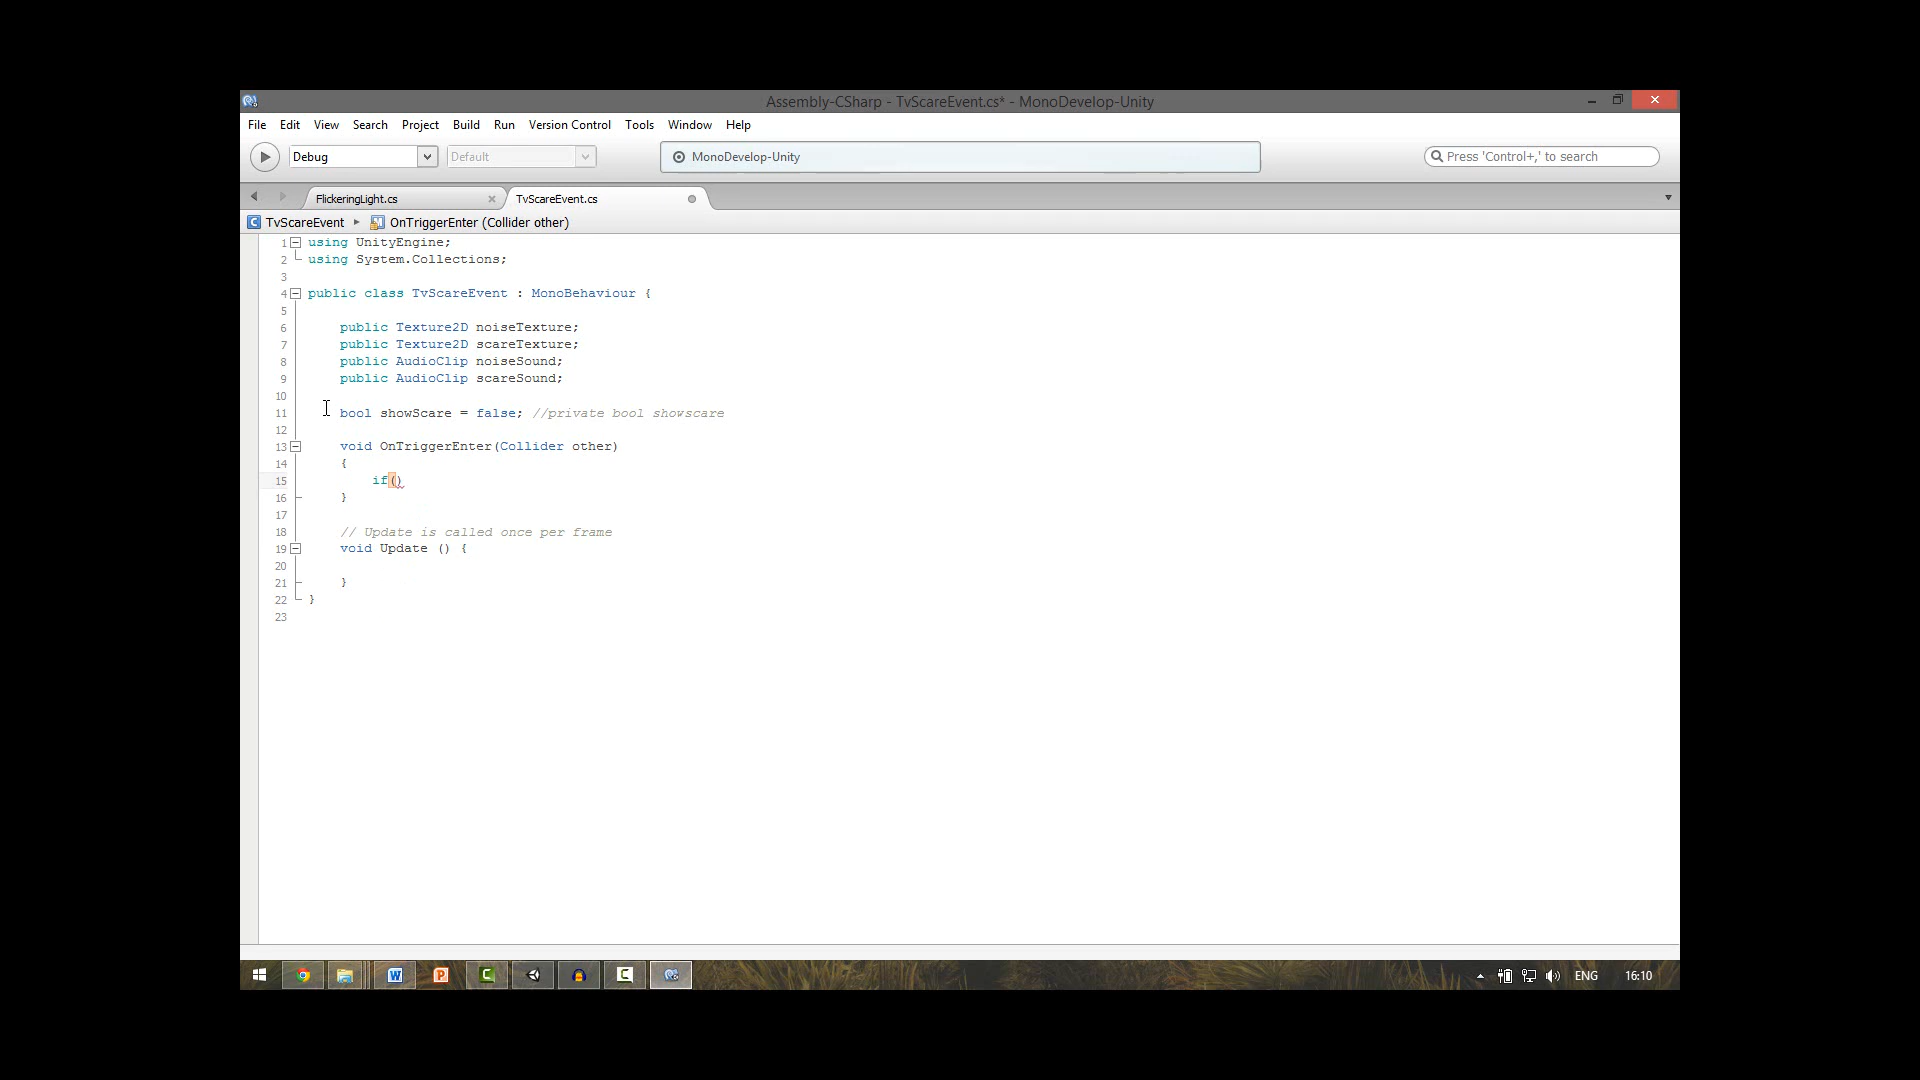 Assembly-CSharp - TvScareEvent.cs* - MonoDevelop-Unity
File Edit View Search Project Build Run Version Control Tools Window Help
Debug Default MonoDevelop-Unity Press 'Control+,' to search
FlickeringLight.cs TvScareEvent.cs
TvScareEvent OnTriggerEnter (Collider other)
1 using UnityEngine;
2 using System.Collections;
3
4 public class TvScareEvent : MonoBehaviour {
5
6 public Texture2D noiseTexture;
7 public Texture2D scareTexture;
8 public AudioClip noiseSound;
9 public AudioClip scareSound;
10
11 bool showScare = false; //private bool showscare
12
13 void OnTriggerEnter(Collider other)
14 {
15 if()
16 }
17
18 // Update is called once per frame
19 void Update () {
20
21 }
22 }
23
ENG 16:10